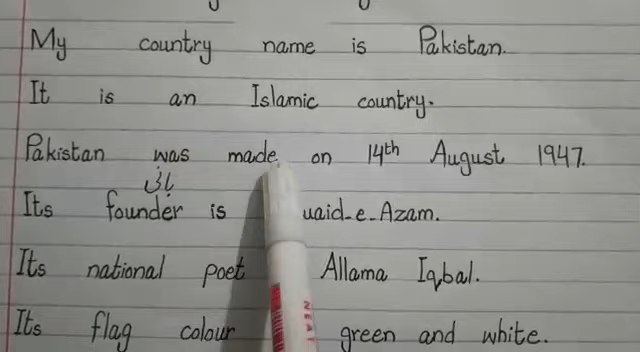 My country name is Pakistan.
It is an Islamic country.
Pakistan was made on 14th August 1947.
بانی
Its founder is uaid-e-Azam.
Its national poet Allama Iqbal.
Its flag colour green and white.
NEAT